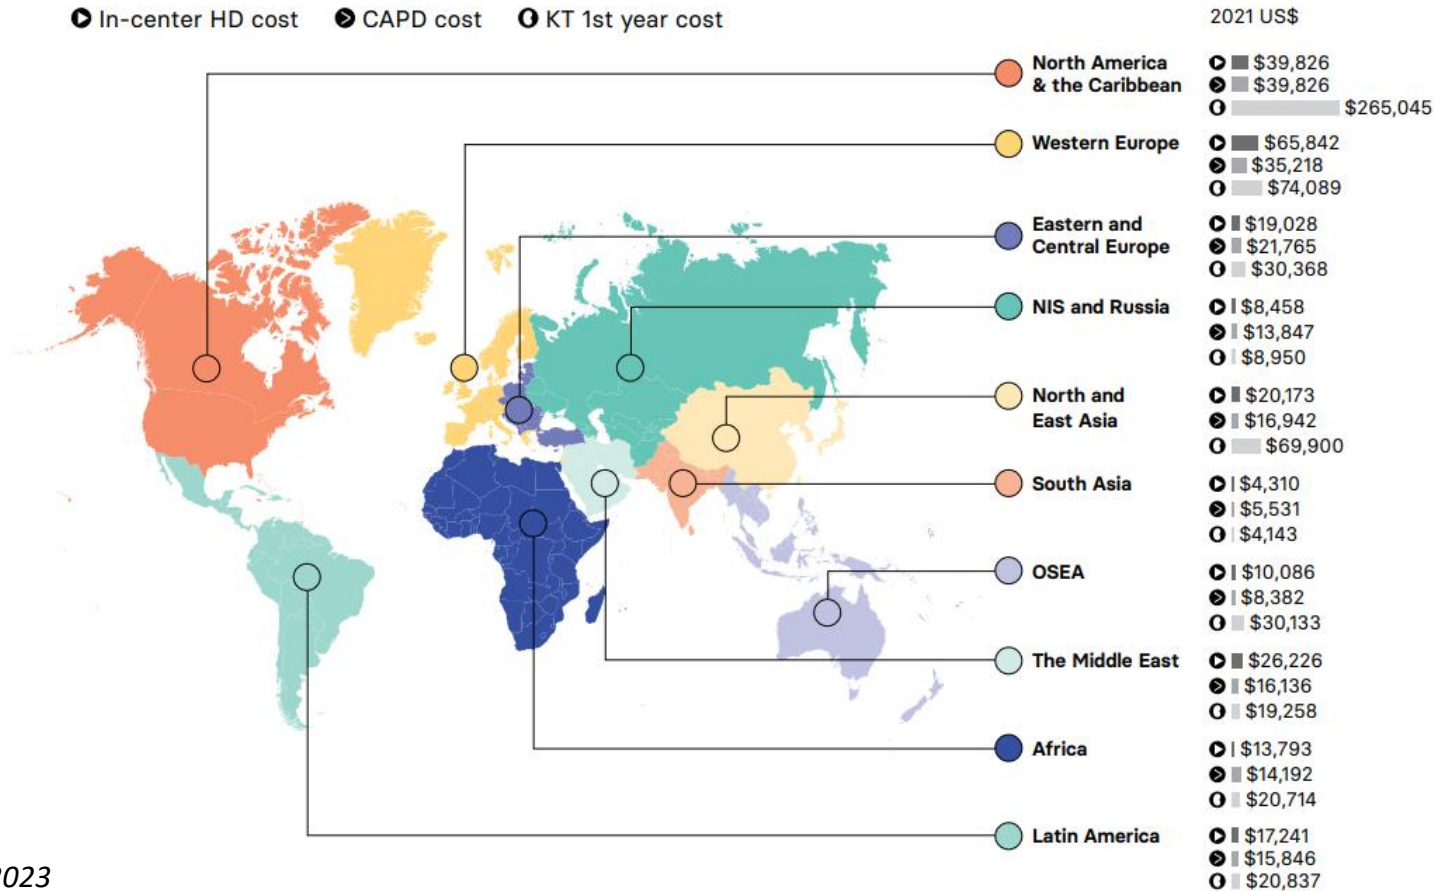 In-center HD cost CAPD cost KT 1st year cost
2021 US$
North America
& the Caribbean
$39,826
$39,826
$265,045
Western Europe
$65,842
$35,218
$74,089
Eastern and
Central Europe
$19,028
$21,765
$30,368
NIS and Russia
$8,458
$13,847
$8,950
North and
East Asia
$20,173
$16,942
$69,900
South Asia
$4,310
$5,531
$4,143
OSEA
$10,086
$8,382
$30,133
The Middle East
$26,226
$16,136
$19,258
Africa
$13,793
$14,192
$20,714
Latin America
$17,241
$15,846
$20,837
2023